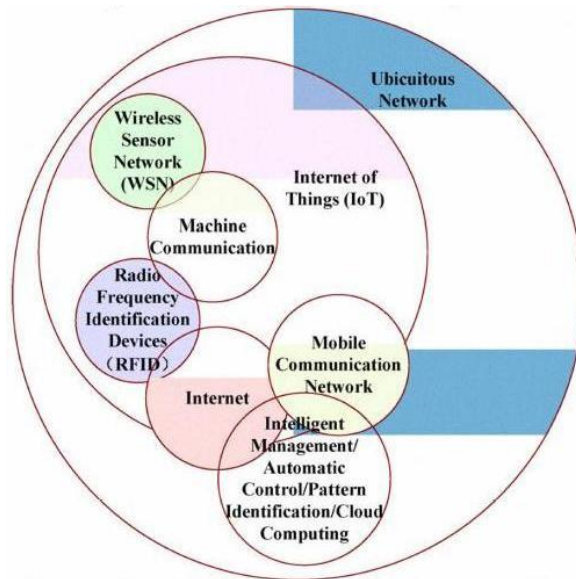 Ubicuitous
Network
Wireless
Sensor
Network
(WSN)
Internet of
Things (IoT)
Machine
Communication
Radio
Frequency
Identification
Devices
(RFID)
Mobile
Communication
Network
Internet
Intelligent
Management/
Automatic
Control/Pattern
Identification/Cloud
Computing